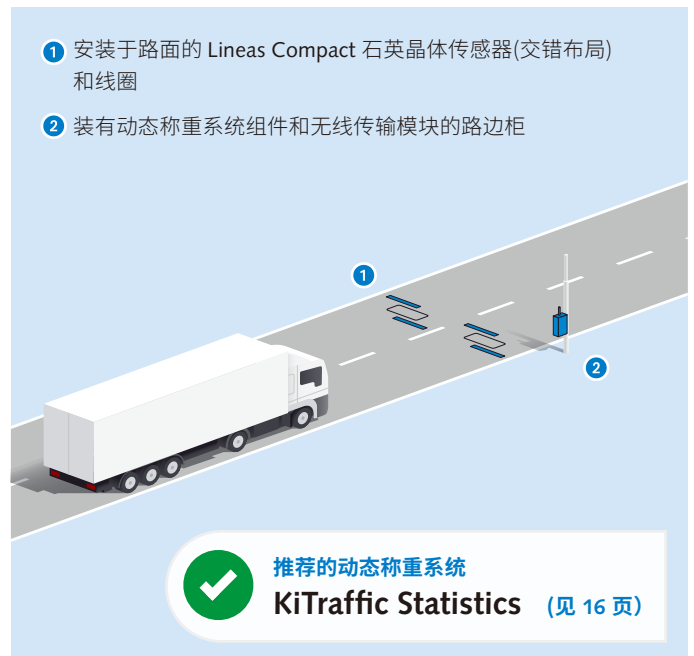 1 安装于路面的 Lineas Compact 石英晶体传感器(交错布局)
和线圈
2 装有动态称重系统组件和无线传输模块的路边柜
1
2
推荐的动态称重系统
KiTraffic Statistics (见 16 页)